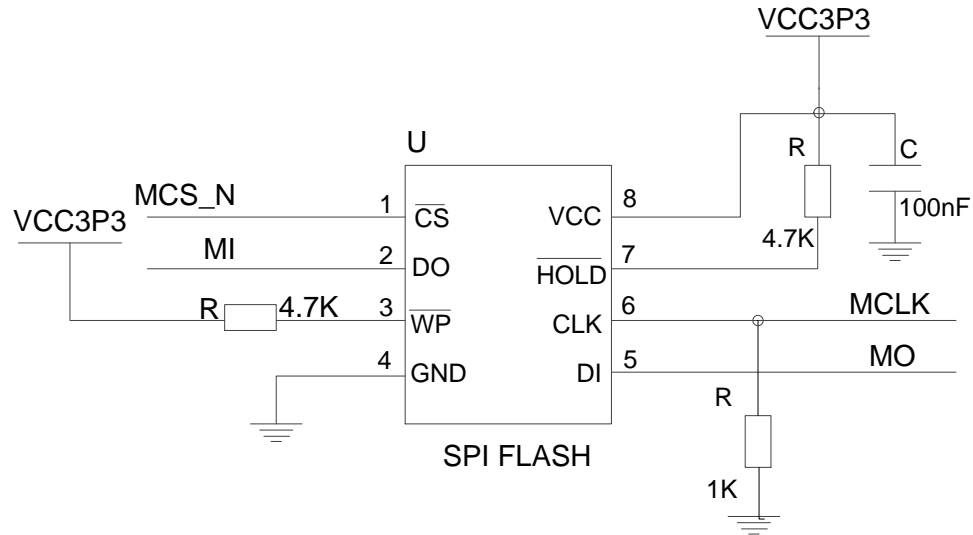 VCC3P3
U
R
C
MCS_N
1
CS
VCC
8
100nF
VCC3P3
MI
2
DO
HOLD
7
4.7K
R
4.7K
3
WP
CLK
6
MCLK
4
GND
DI
5
MO
R
SPI FLASH
1K